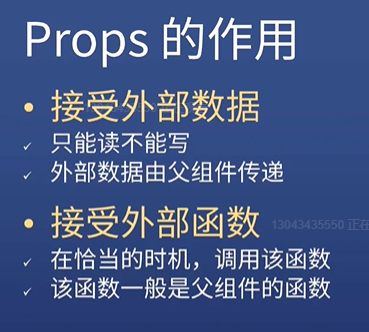 Props 的作用
• 接受外部数据
✓ 只能读不能写
✓ 外部数据由父组件传递
• 接受外部函数
13043435550 正在
✓ 在恰当的时机，调用该函数
✓ 该函数一般是父组件的函数